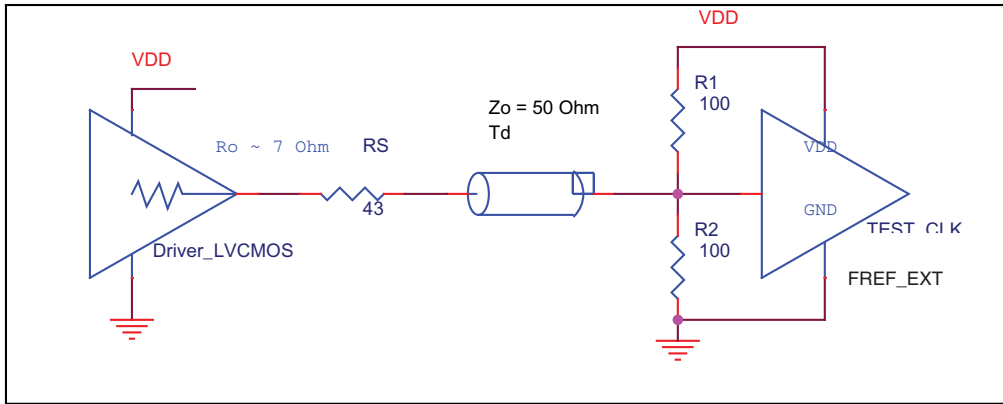 VDD
VDD
R1
100
Zo = 50 Ohm
Td
Ro ~ 7 Ohm
RS
43
VDD
GND
R2
100
TEST_CLK
Driver_LVCMOS
FREF_EXT